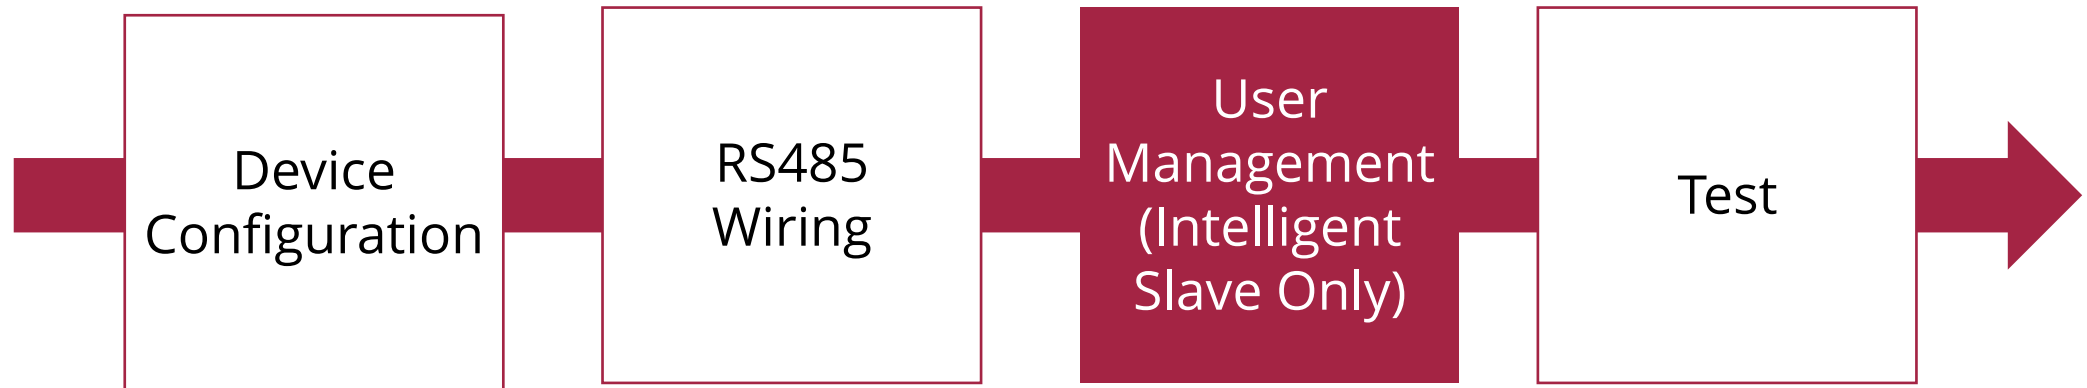 Device
Configuration
RS485
Wiring
User
Management
(Intelligent
Slave Only)
Test